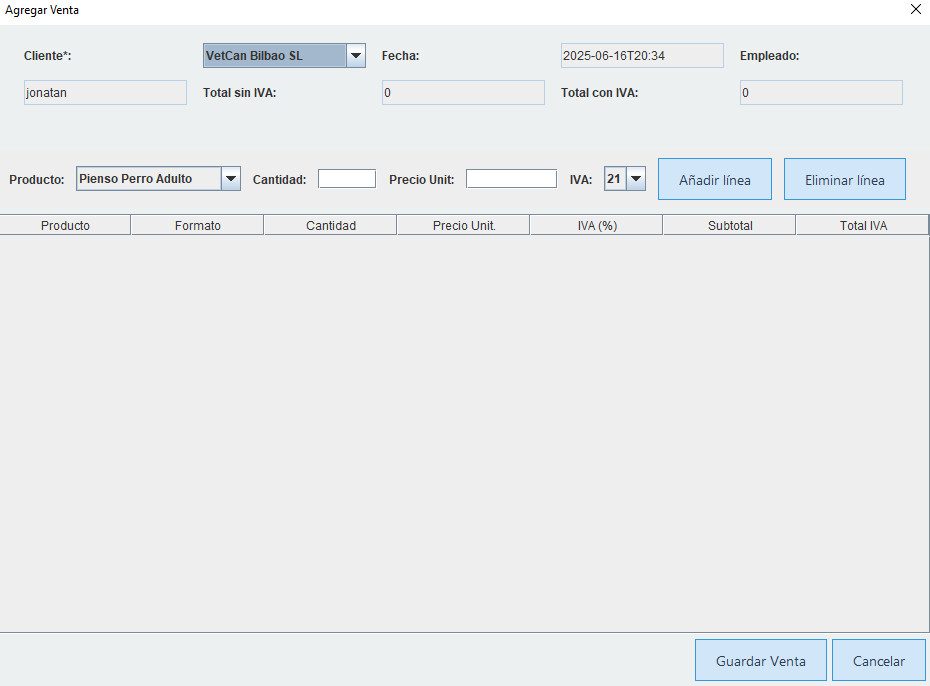 Agregar Venta
Cliente*: VetCan Bilbao SL Fecha: 2025-06-16T20:34 Empleado:
jonatan Total sin IVA: 0 Total con IVA: 0
Producto: Pienso Perro Adulto Cantidad: Precio Unit: IVA: 21 Añadir línea Eliminar línea
Producto Formato Cantidad Precio Unit. IVA (%) Subtotal Total IVA
Guardar Venta Cancelar